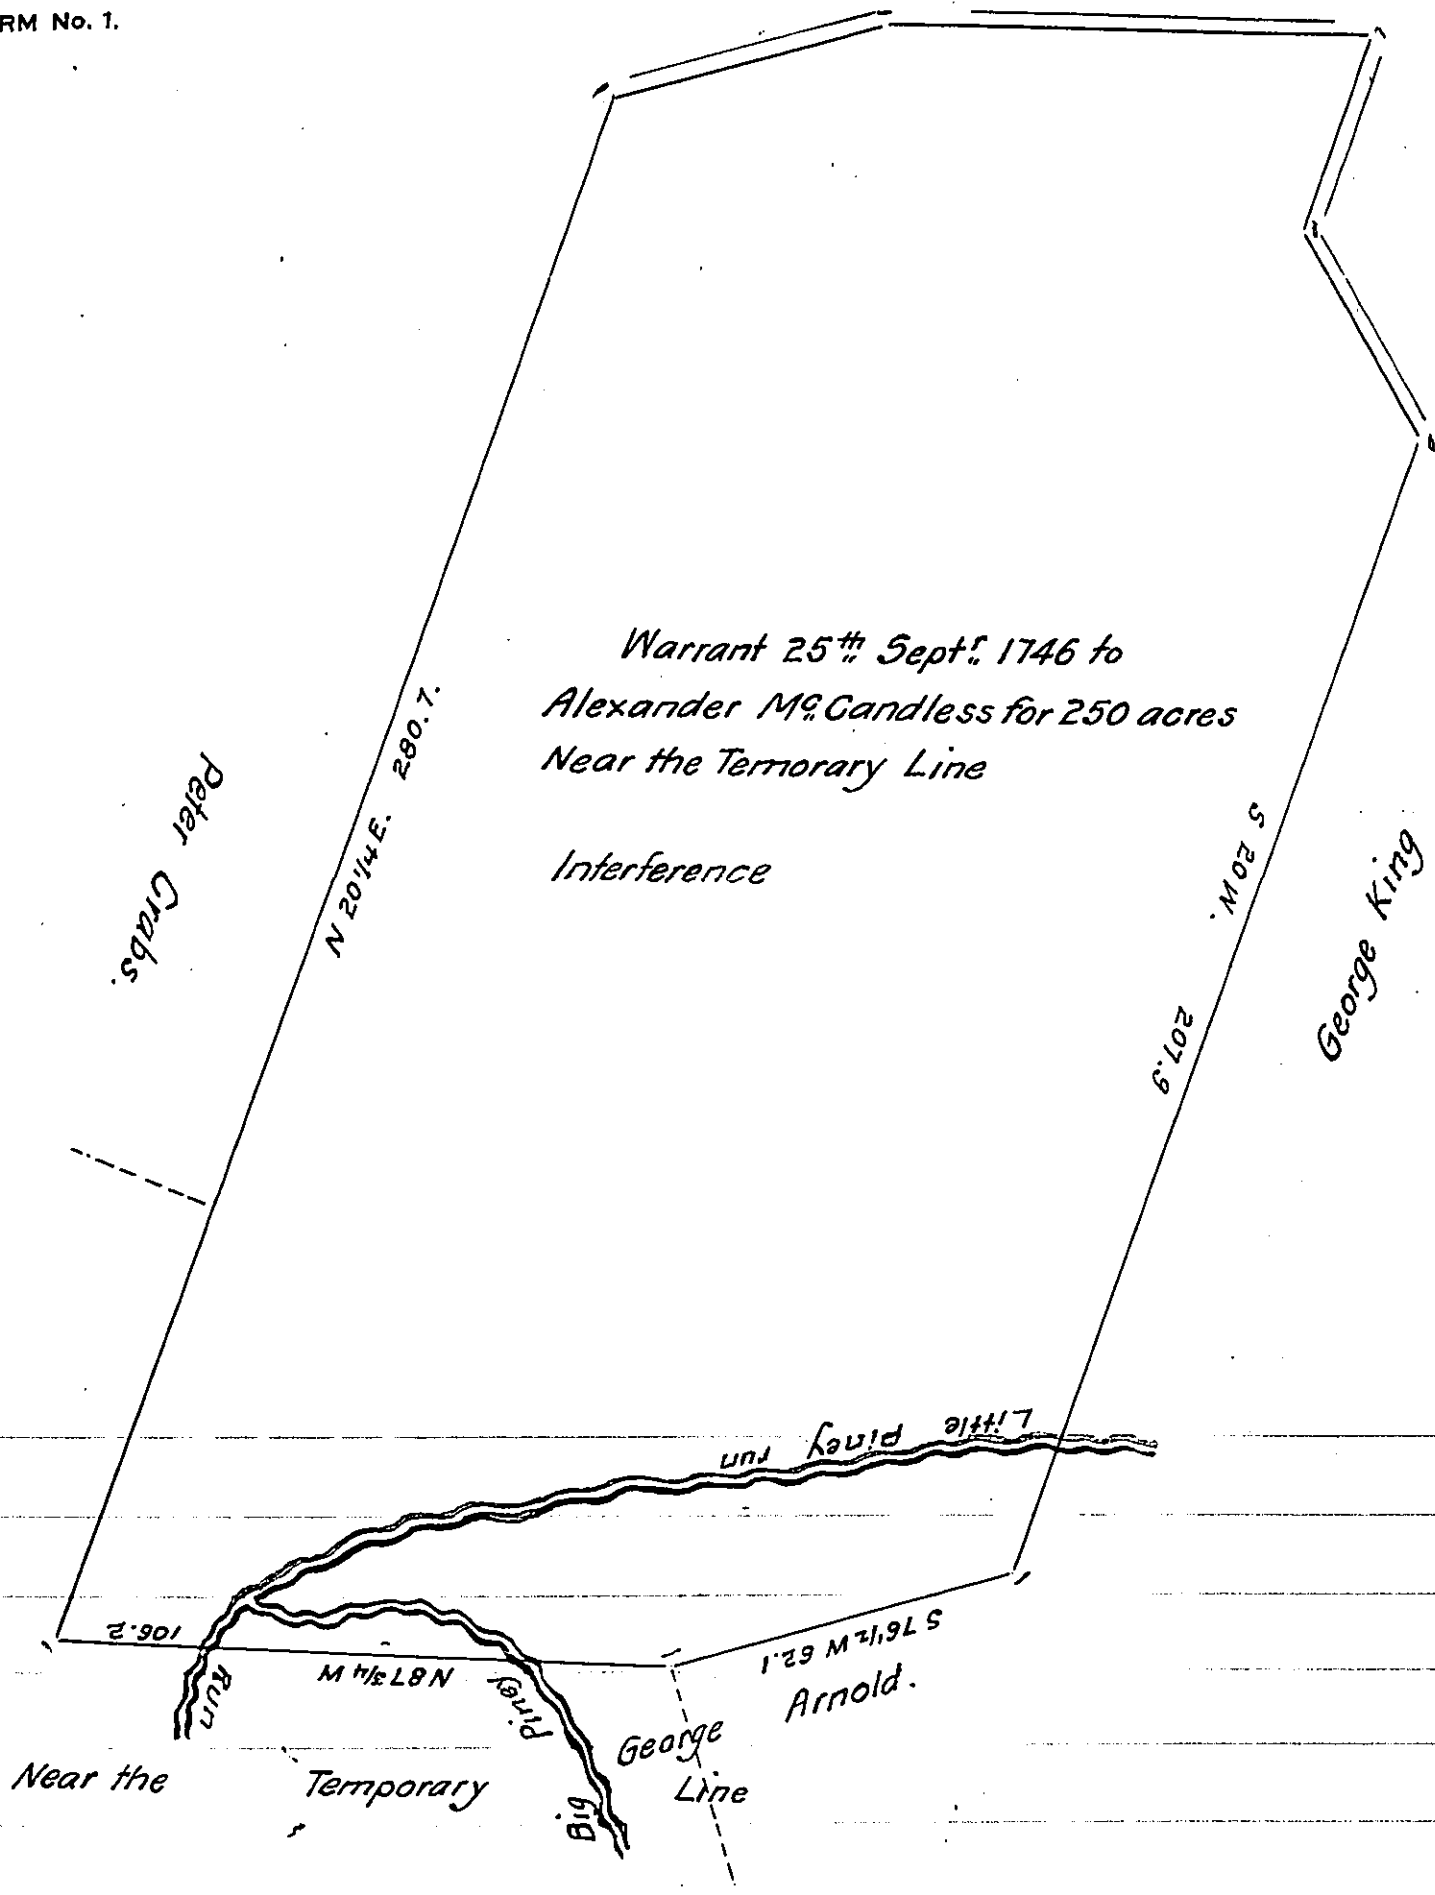 RM No. 1.
Warrant 25th Septr. 1746 to
Alexander Mc. Candless for 250 acres
Near the Temorary Line
Interference
Peter Crabs.
N 20 1/4 E. 280.7.
S 20 W. 207.9
George King
Little Piney run
S 76 1/2 W 62.1
N 87 3/4 W 106.2
Big Piney Run
George Arnold.
Near the Temporary Line